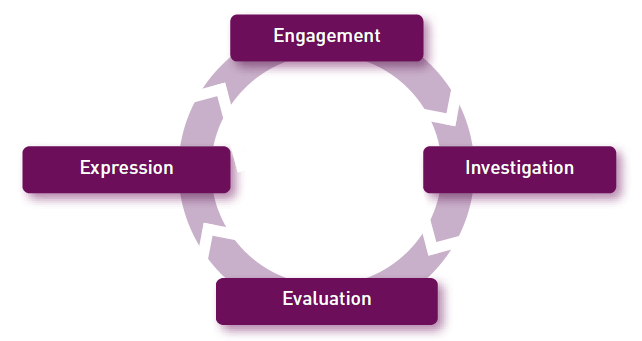 Engagement
Expression
Investigation
Evaluation